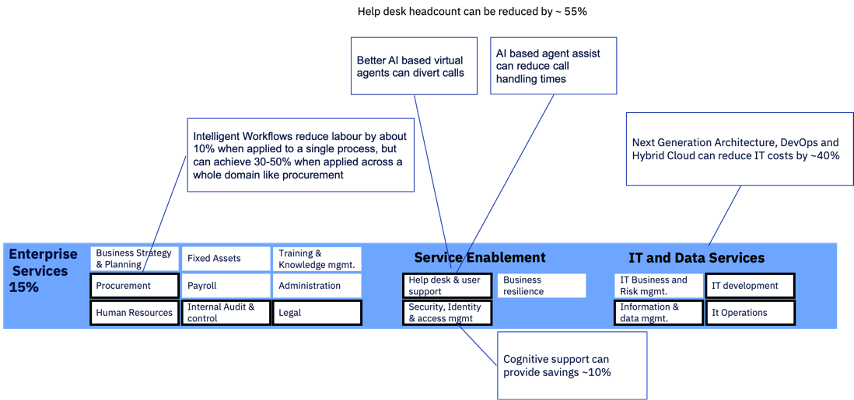 Help desk headcount can be reduced by ~ 55%
Better AI based virtual
agents can divert calls
AI based agent assist
can reduce call
handling times
Intelligent Workflows reduce labour by about
10% when applied to a single process, but
can achieve 30-50% when applied across a
whole domain like procurement
Next Generation Architecture, DevOps and
Hybrid Cloud can reduce IT costs by ~40%
Enterprise
Services
15%
Business Strategy
& Planning
Fixed Assets
Training &
Knowledge mgmt.
Procurement
Payroll
Administration
Human Resources
Internal Audit &
control
Legal
Service Enablement
Help desk & user
support
Business
resilience
Security, Identity
& access mgmt
IT and Data Services
IT Business and
Risk mgmt.
IT development
Information &
data mgmt.
It Operations
Cognitive support can
provide savings ~10%